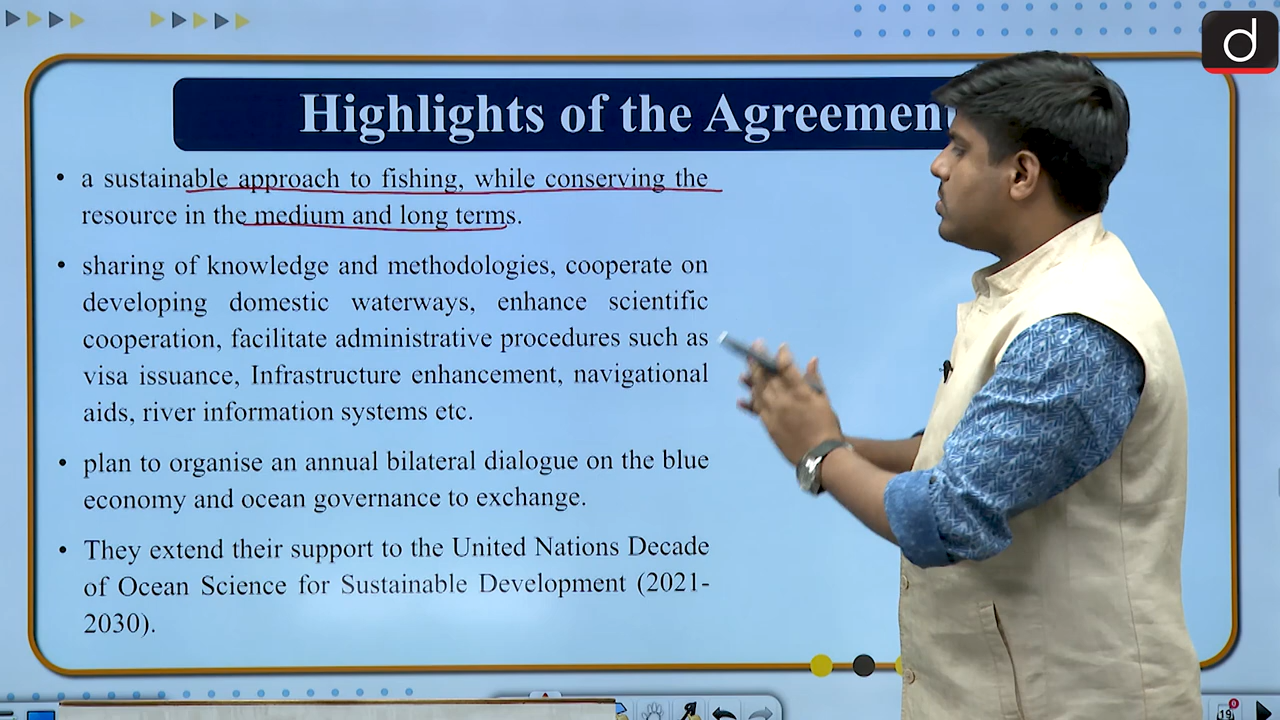 d
Highlights of the Agreement
• a sustainable approach to fishing, while conserving the
resource in the medium and long terms.
• sharing of knowledge and methodologies, cooperate on
developing domestic waterways, enhance scientific
cooperation, facilitate administrative procedures such as
visa issuance, Infrastructure enhancement, navigational
aids, river information systems etc.
• plan to organise an annual bilateral dialogue on the blue
economy and ocean governance to exchange.
• They extend their support to the United Nations Decade
of Ocean Science for Sustainable Development (2021-
2030).
19